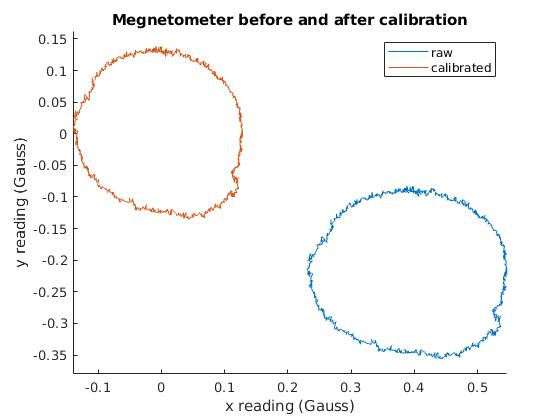 Megnetometer before and after calibration
raw
calibrated
y reading (Gauss)
0.15
0.1
0.05
0
-0.05
-0.1
-0.15
-0.2
-0.25
-0.3
-0.35
-0.1 0 0.1 0.2 0.3 0.4 0.5
x reading (Gauss)